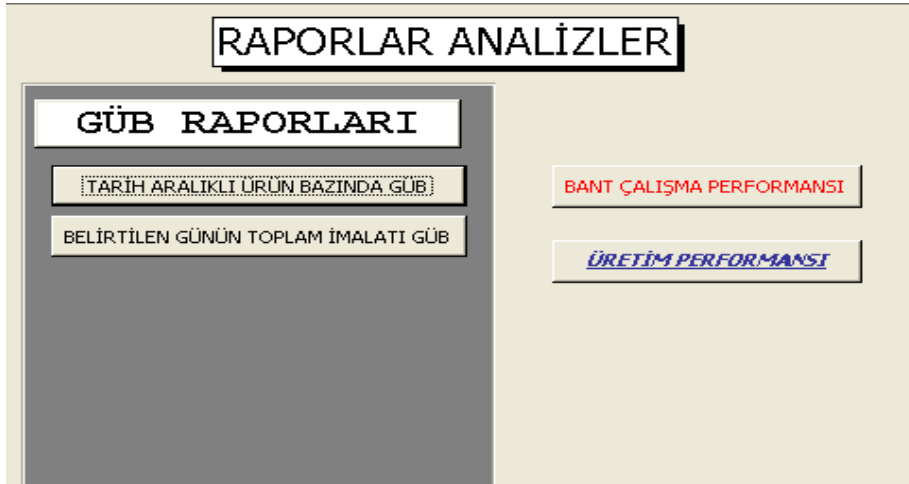 RAPORLAR ANALİZLER
GÜB RAPORLARI
TARİH ARALIKLI ÜRÜN BAZINDA GÜB
BELİRTİLEN GÜNÜN TOPLAM İMALATI GÜB
BANT ÇALIŞMA PERFORMANSI
ÜRETİM PERFORMANSI